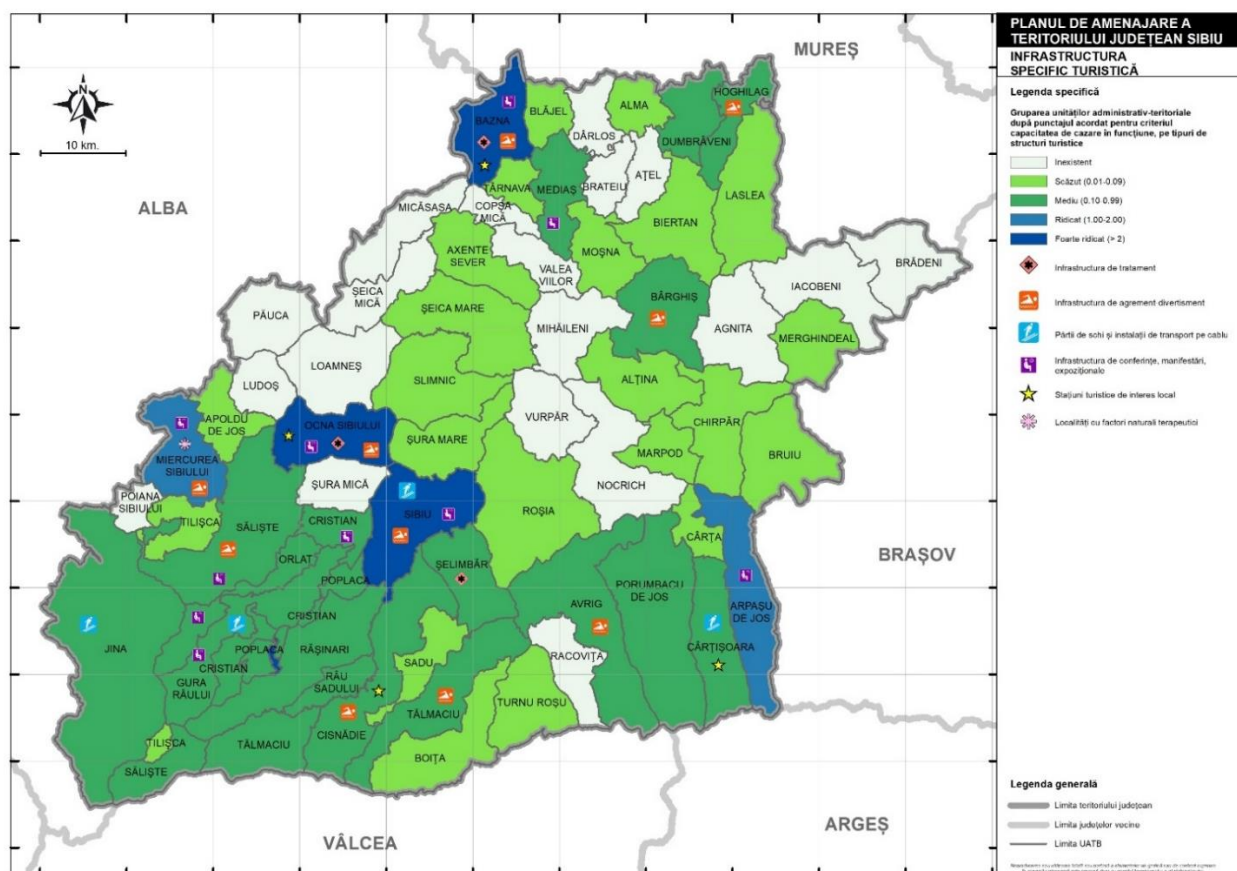 PLANUL DE AMENAJARE A
TERITORIULUI JUDEȚEAN SIBIU
INFRASTRUCTURA
SPECIFIC TURISTICĂ
Legenda specifică
Gruparea unităților administrativ-teritoriale
după punctajul acordat pentru criteriul
capacitatea de cazare în funcțiune, pe tipuri de
structuri turistice
Inexistent
Scăzut (0.01-0.09)
Mediu (0.10-0.99)
Ridicat (1.00-2.00)
Foarte ridicat (> 2)
Infrastructura de tratament
Infrastructura de agrement divertisment
Pârtii de schi și instalații de transport pe cablu
Infrastructura de conferințe, manifestări,
expoziționale
Stațiuni turistice de interes local
Localități cu factori naturali terapeutici
Legenda generală
Limita teritoriului județean
Limita județelor vecine
Limita UATB
10 km.
MUREȘ
ALBA
BRAȘOV
ARGEȘ
VÂLCEA
BAZNA
BLĂJEL
DÂRLOS
ALMA
HOGHILAG
DUMBRĂVENI
TÂRNAVA
MEDIAȘ
BRATEIU
AȚEL
LASLEA
MICĂSASA
COPȘA
MICĂ
BIERTAN
AXENTE
SEVER
MOȘNA
VALEA
VIILOR
BRĂDENI
IACOBENI
ȘEICA
MICĂ
BÂRGHIȘ
PĂUCA
ȘEICA MARE
MIHĂILENI
AGNITA
MERGHINDEAL
LOAMNEȘ
LUDOȘ
SLIMNIC
ALȚINA
APOLDU
DE JOS
VURPĂR
CHIRPĂR
OCNA SIBIULUI
ȘURA MARE
MARPOD
BRUIU
MIERCUREA
SIBIULUI
ȘURA MICĂ
NOCRICH
POIANA
SIBIULUI
TILIȘCA
SĂLIȘTE
CRISTIAN
SIBIU
ROȘIA
CÂRȚA
ORLAT
ȘELIMBĂR
POPLACA
PORUMBACU
DE JOS
AVRIG
ARPAȘU
DE JOS
CRISTIAN
JINA
POPLACA
RĂȘINARI
CÂRȚIȘOARA
RACOVIȚA
SADU
CRISTIAN
GURA
RÂULUI
RÂU
SADULUI
TURNU ROȘU
TĂLMACIU
CISNĂDIE
TILIȘCA
TĂLMACIU
BOIȚA
SĂLIȘTE